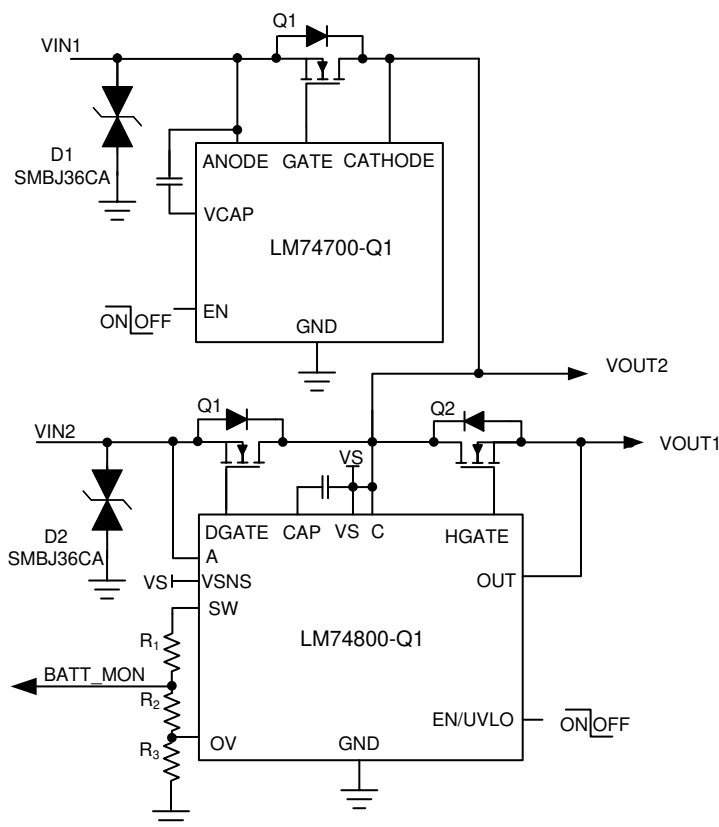 Q1
VIN1
D1
SMBJ36CA
ANODE GATE CATHODE
VCAP
LM74700-Q1
EN
ON OFF
GND
VOUT2
Q1
Q2
VIN2
VOUT1
VS
D2
SMBJ36CA
DGATE CAP VS C HGATE
A
VS VSNS
OUT
SW
LM74800-Q1
R1
BATT_MON
R2
EN/UVLO
ON OFF
R3
OV
GND